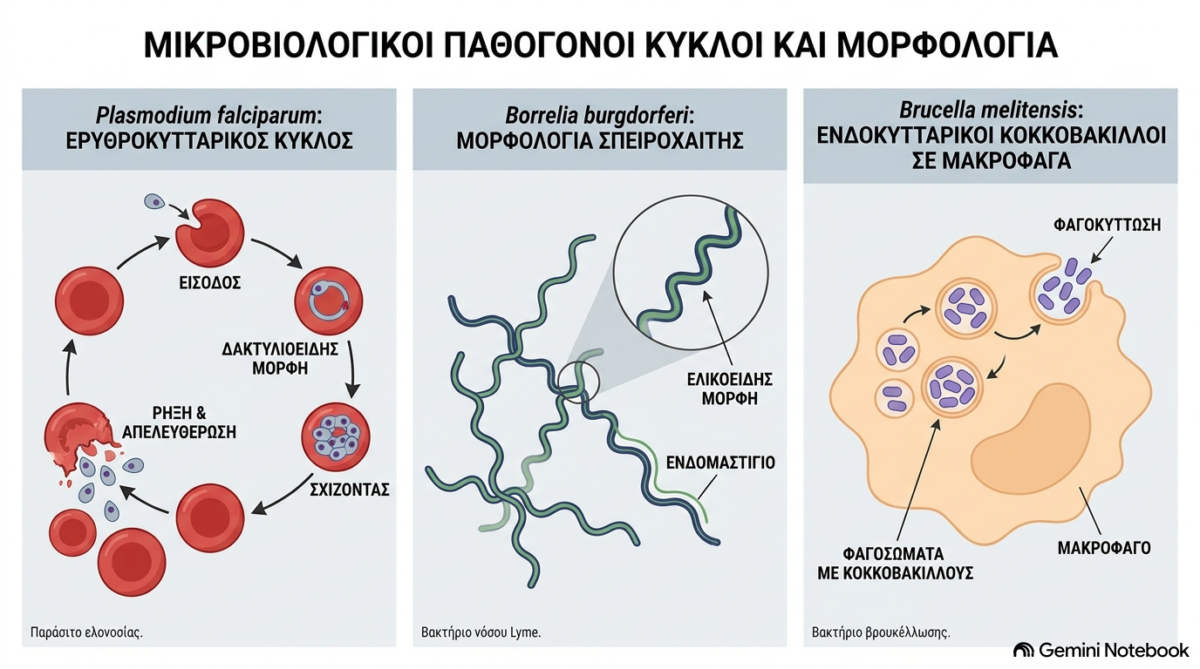 ΜΙΚΡΟΒΙΟΛΟΓΙΚΟΙ ΠΑΘΟΓΟΝΟΙ ΚΥΚΛΟΙ ΚΑΙ ΜΟΡΦΟΛΟΓΙΑ
Plasmodium falciparum:
ΕΡΥΘΡΟΚΥΤΤΑΡΙΚΟΣ ΚΥΚΛΟΣ
ΕΙΣΟΔΟΣ
ΔΑΚΤΥΛΙΟΕΙΔΗΣ
ΜΟΡΦΗ
ΡΗΞΗ &
ΑΠΕΛΕΥΘΕΡΩΣΗ
ΣΧΙΖΟΝΤΑΣ
Παράσιτο ελονοσίας.
Borrelia burgdorferi:
ΜΟΡΦΟΛΟΓΙΑ ΣΠΕΙΡΟΧΑΙΤΗΣ
ΕΛΙΚΟΕΙΔΗΣ
ΜΟΡΦΗ
ΕΝΔΟΜΑΣΤΙΓΙΟ
Βακτήριο νόσου Lyme.
Brucella melitensis:
ΕΝΔΟΚΥΤΤΑΡΙΚΟΙ ΚΟΚΚΟΒΑΚΙΛΛΟΙ
ΣΕ ΜΑΚΡΟΦΑΓΑ
ΦΑΓΟΚΥΤΤΩΣΗ
ΦΑΓΟΣΩΜΑΤΑ
ΜΕ ΚΟΚΚΟΒΑΚΙΛΛΟΥΣ
ΜΑΚΡΟΦΑΓΟ
Βακτήριο βρουκέλλωσης.
Gemini Notebook